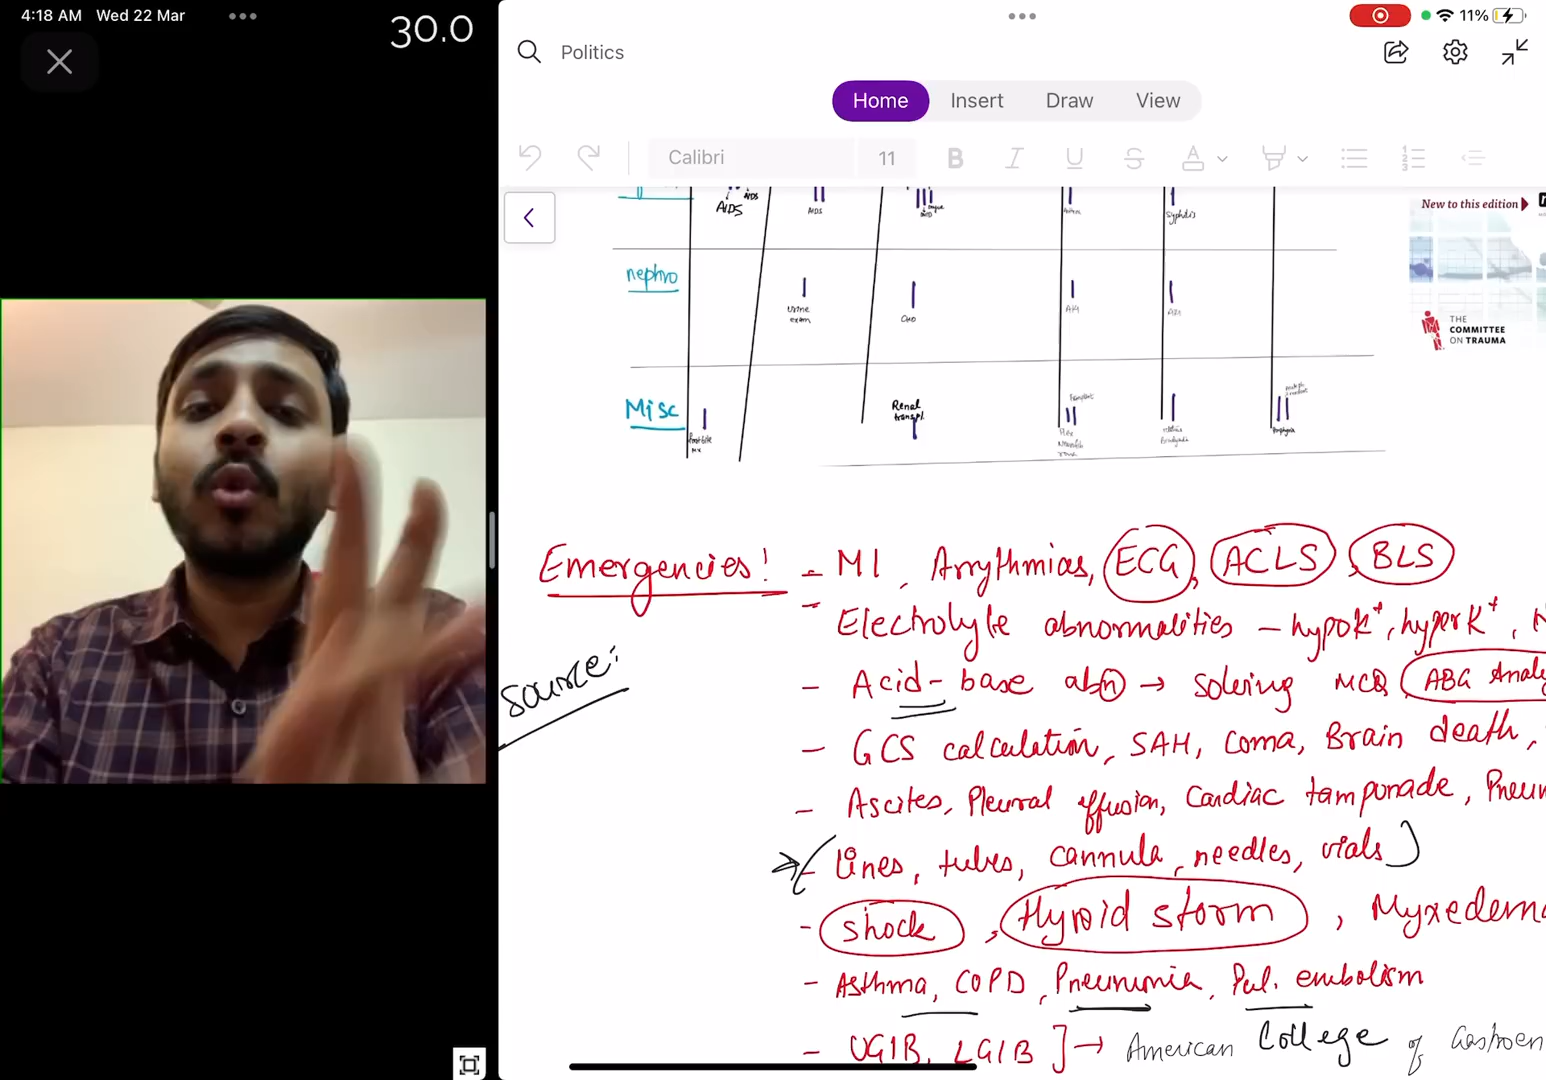 4:18 AM Wed 22 Mar
30.0
11%
Politics
Home Insert Draw View
Calibri 11 B I U S A
AIDS AIDS AIDS Syphilis
New to this edition
nephro
Urine exam
AKI
THE COMMITTEE ON TRAUMA
Misc
Renal transpl.
Emergencies! - MI, Arrythmias, ECG, ACLS, BLS
- Electrolyte abnormalities - hypoK+, hyperK+,
Source:
- Acid-base abⓝ → solving MCQ ABG
- GCS calculation, SAH, Coma, Brain death,
- Ascites, Pleural effusion, Cardiac tamponade,
→ ( - lines, tubes, cannula, needles, vials )
- shock, thyroid storm, Myxedema
- Asthma, COPD, Pneumonia, Pul. embolism
- UGIB, LGIB ] → American College of